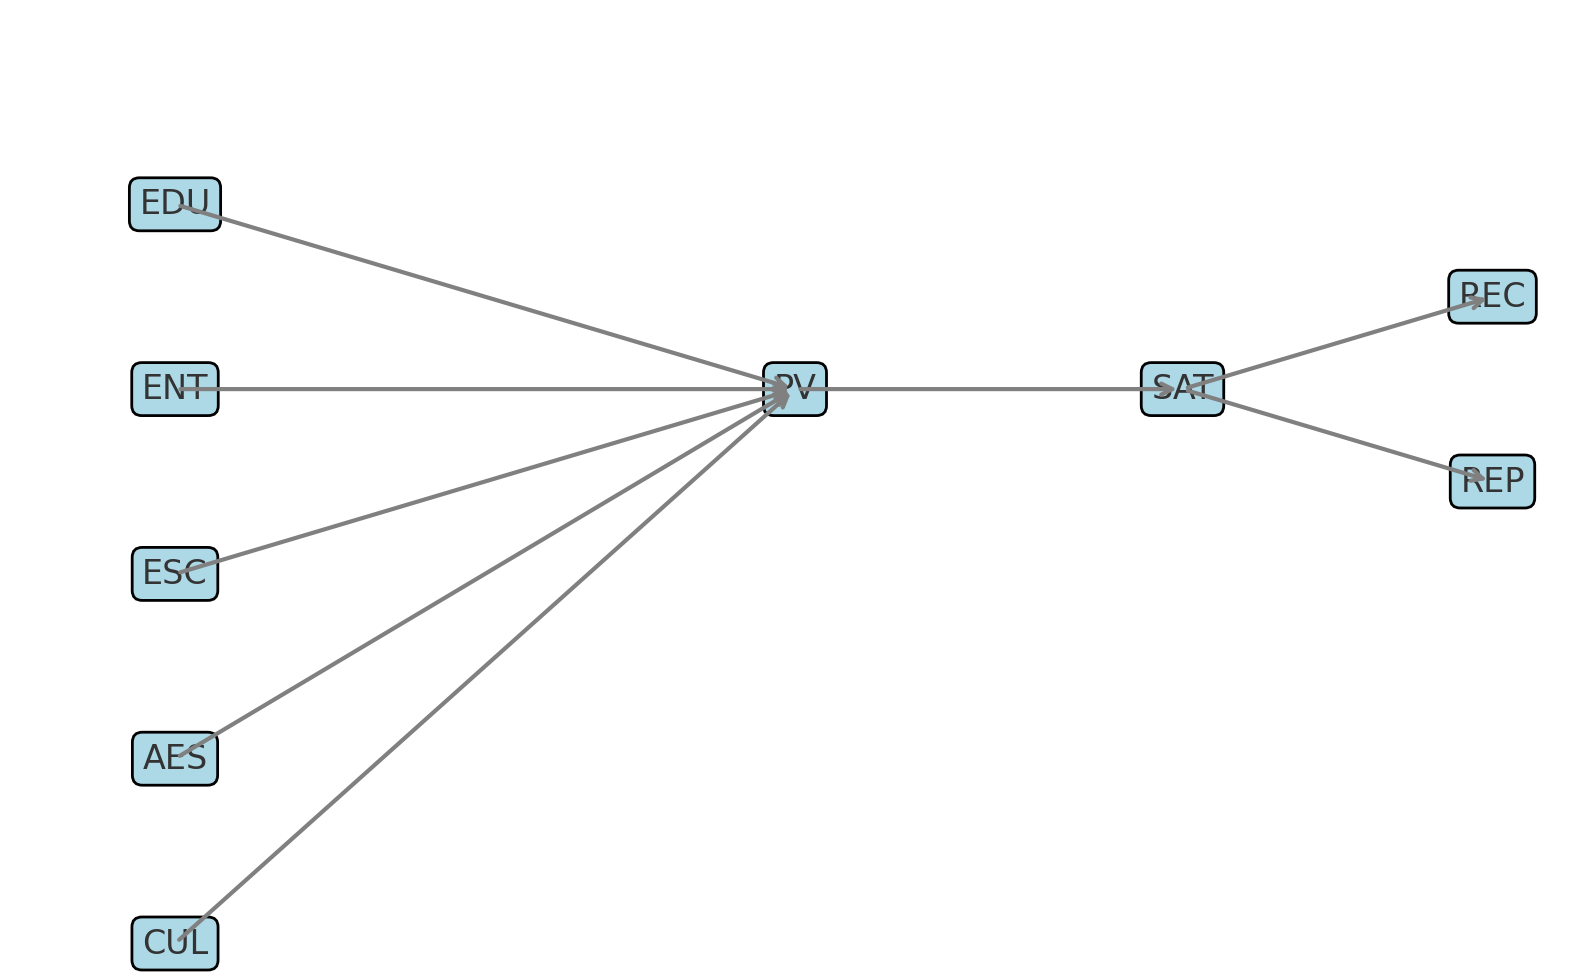 EDU
ENT
ESC
AES
CUL
PV
SAT
REC
REP